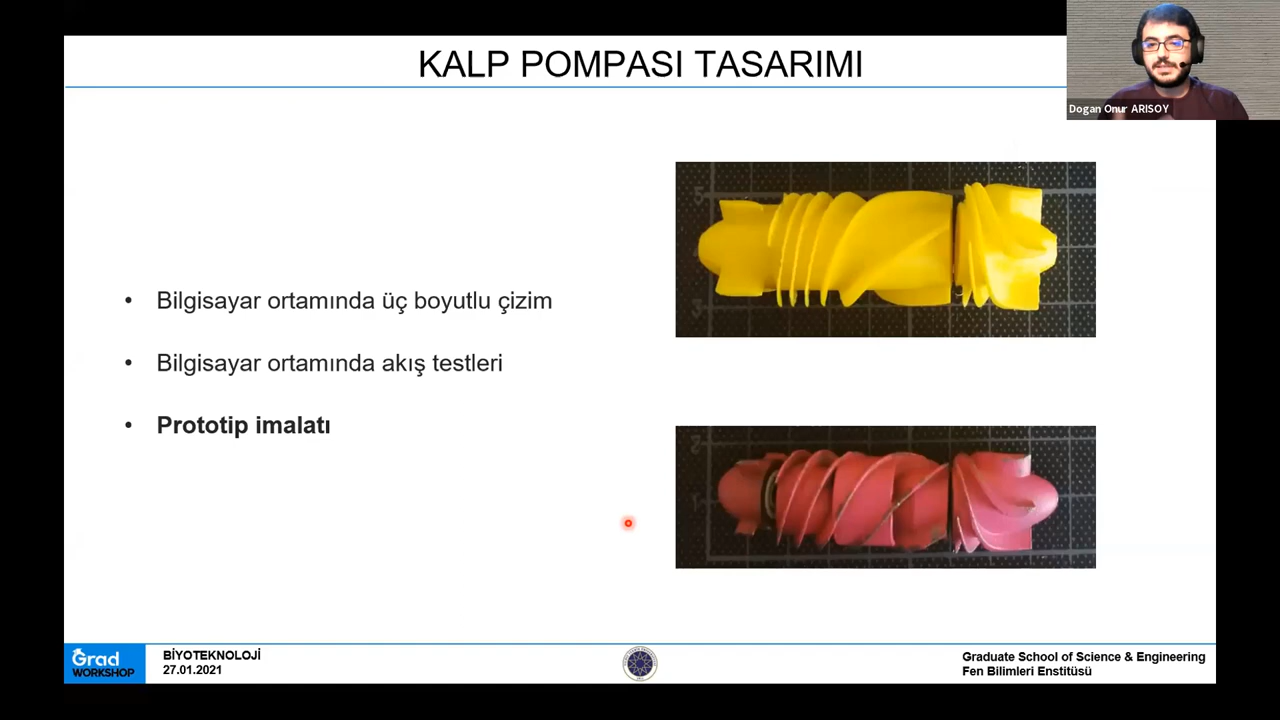 KALP POMPASI TASARIMI
Dogan Onur ARISOY
• Bilgisayar ortamında üç boyutlu çizim
• Bilgisayar ortamında akış testleri
• Prototip imalatı
Grad
WORKSHOP
BİYOTEKNOLOJİ
27.01.2021
Graduate School of Science & Engineering
Fen Bilimleri Enstitüsü